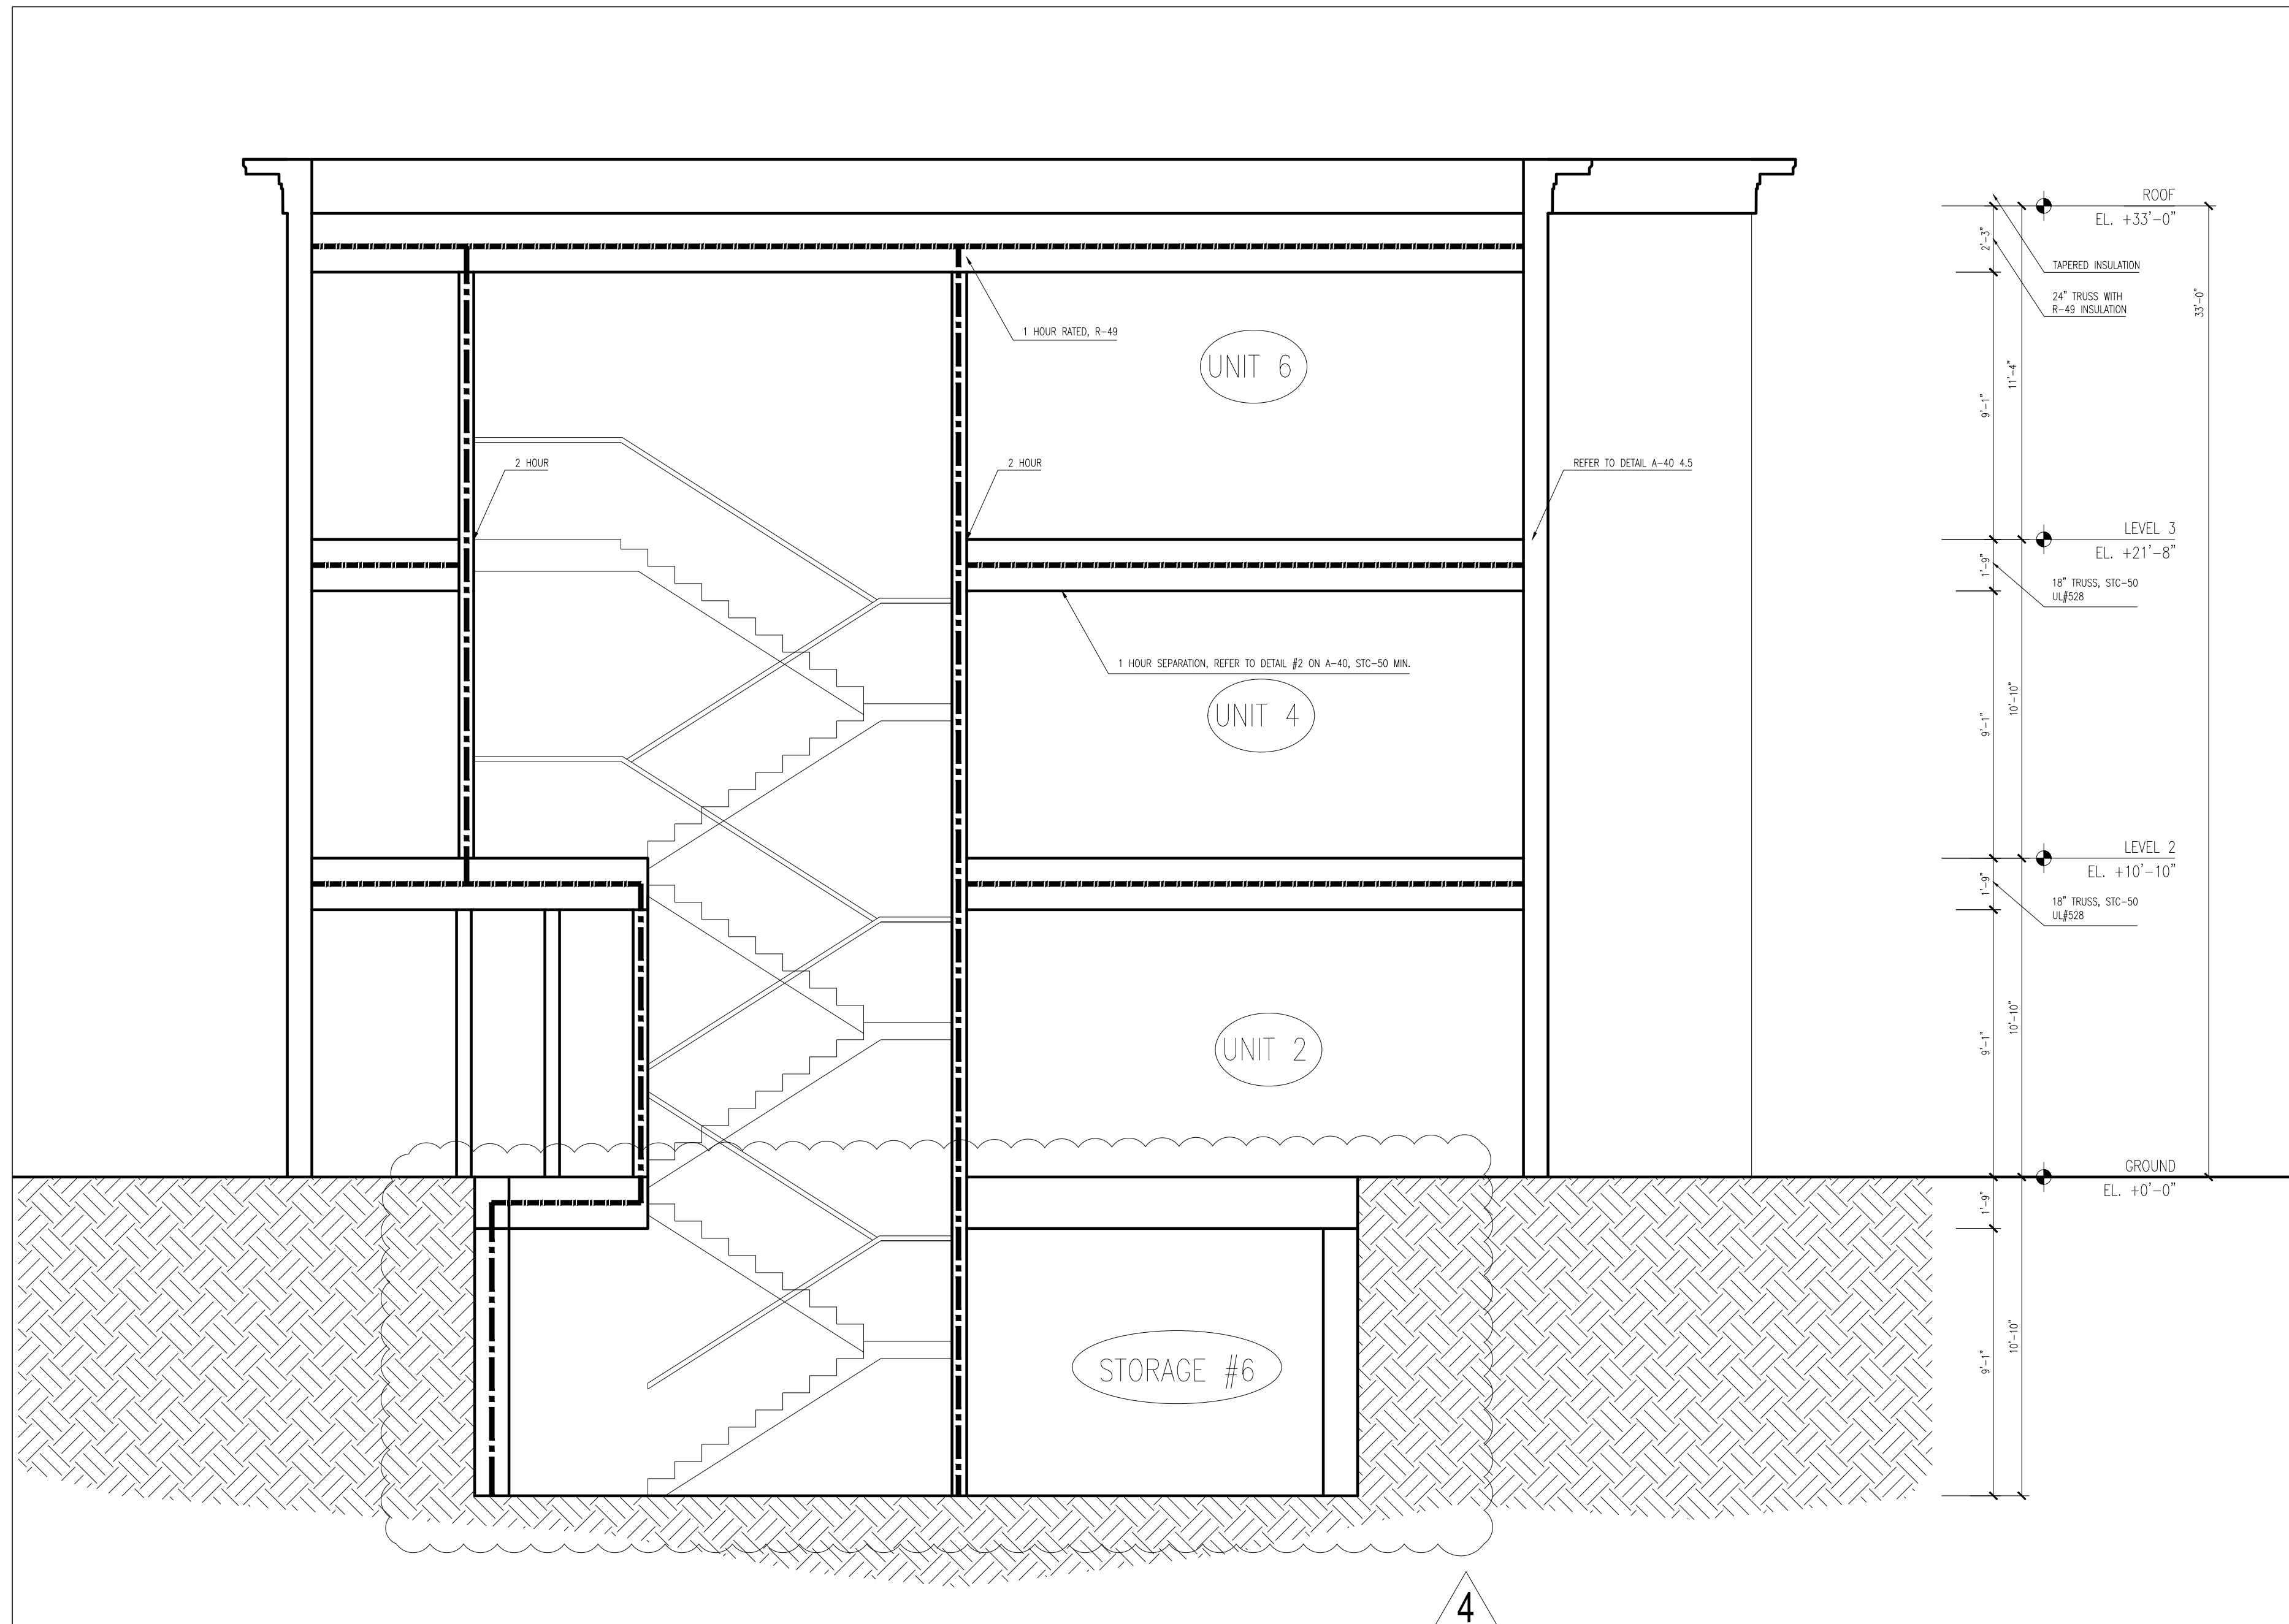 ROOF
EL. +33'-0"
2'-3"
TAPERED INSULATION
24" TRUSS WITH
R-49 INSULATION
33'-0"
1 HOUR RATED, R-49
UNIT 6
11'-4"
9'-1"
2 HOUR
2 HOUR
REFER TO DETAIL A-40 4.5
LEVEL 3
EL. +21'-8"
1'-9"
18" TRUSS, STC-50
UL#528
1 HOUR SEPARATION, REFER TO DETAIL #2 ON A-40, STC-50 MIN.
UNIT 4
10'-10"
9'-1"
LEVEL 2
EL. +10'-10"
1'-9"
18" TRUSS, STC-50
UL#528
UNIT 2
10'-10"
9'-1"
GROUND
EL. +0'-0"
1'-9"
STORAGE #6
10'-10"
9'-1"
4